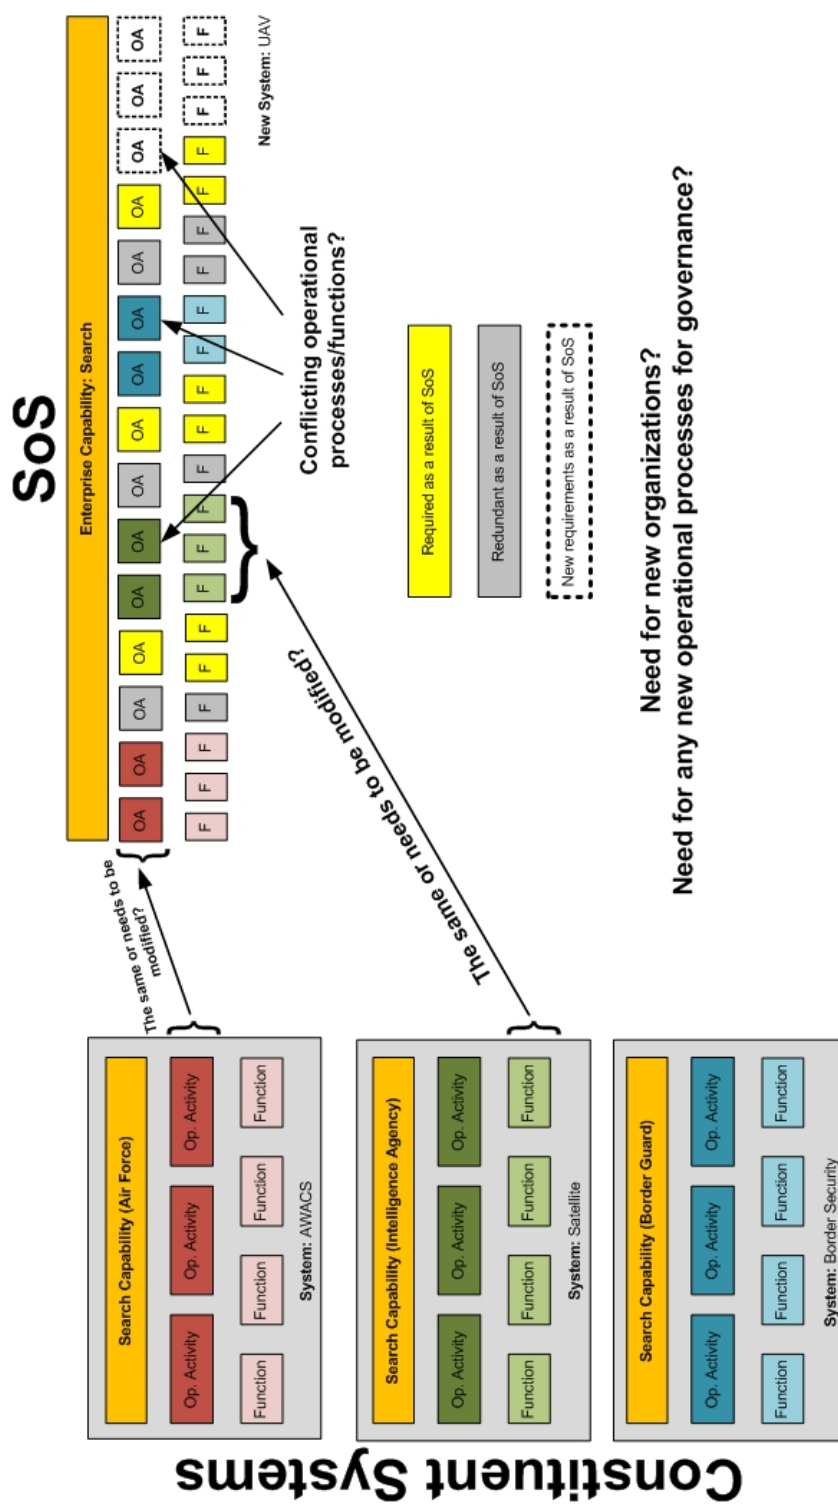 SoS
Enterprise Capability: Search
OA OA OA OA OA OA OA OA OA OA OA OA OA OA OA
F F F F F F F F F F F F F F F F F F F F F
New System: UAV
The same or needs to be
modified?
Conflicting operational
processes/functions?
The same or needs to be modified?
Required as a result of SoS
Redundant as a result of SoS
New requirements as a result of SoS
Need for new organizations?
Need for any new operational processes for governance?
Constituent Systems
Search Capability (Air Force)
Op. Activity Op. Activity Op. Activity
Function Function Function Function
System: AWACS
Search Capability (Intelligence Agency)
Op. Activity Op. Activity Op. Activity
Function Function Function Function
System: Satellite
Search Capability (Border Guard)
Op. Activity Op. Activity Op. Activity
Function Function Function Function
System: Border Security